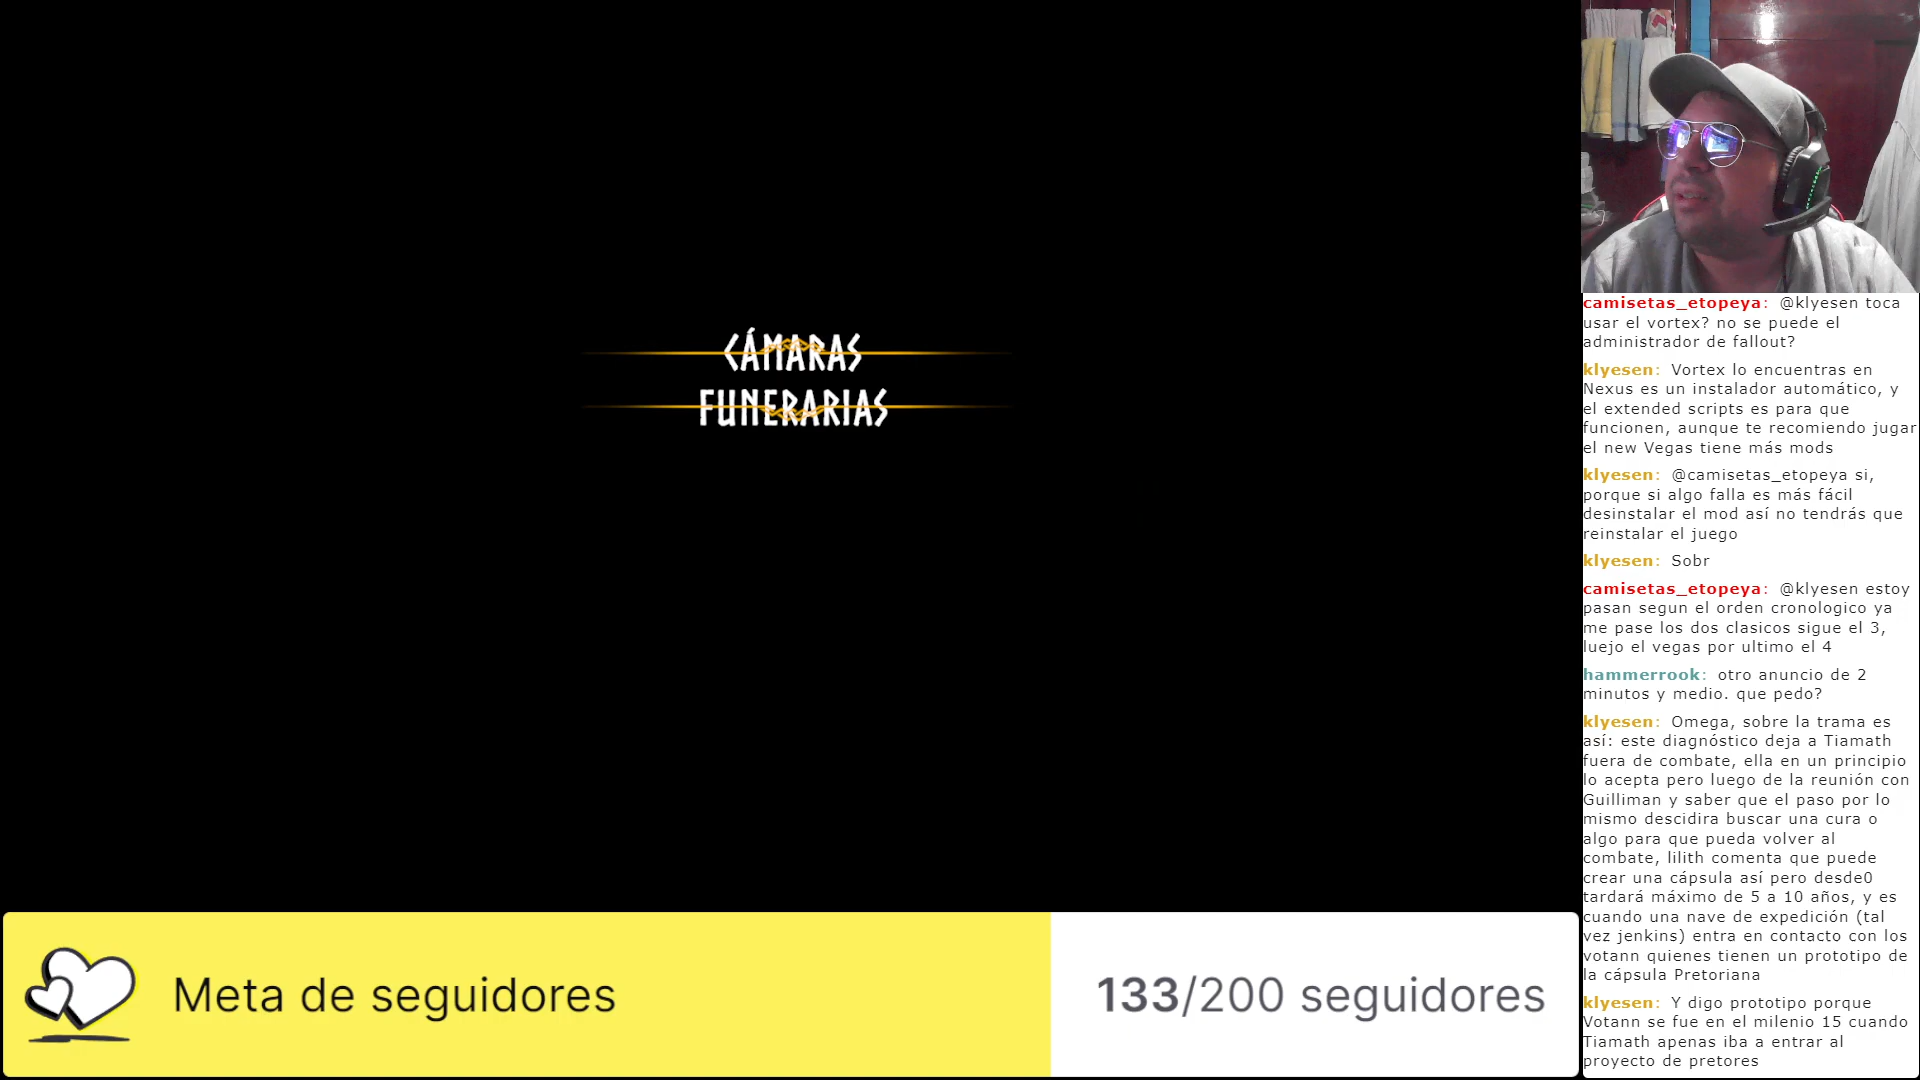 CÁMARAS
FUNERARIAS
Meta de seguidores
133/200 seguidores
camisetas_etopeya: @klyesen toca
usar el vortex? no se puede el
administrador de fallout?
klyesen: Vortex lo encuentras en
Nexus es un instalador automático, y
el extended scripts es para que
funcionen, aunque te recomiendo jugar
el new Vegas tiene más mods
klyesen: @camisetas_etopeya si,
porque si algo falla es más fácil
desinstalar el mod así no tendrás que
reinstalar el juego
klyesen: Sobr
camisetas_etopeya: @klyesen estoy
pasan segun el orden cronologico ya
me pase los dos clasicos sigue el 3,
luejo el vegas por ultimo el 4
hammerrook: otro anuncio de 2
minutos y medio. que pedo?
klyesen: Omega, sobre la trama es
así: este diagnóstico deja a Tiamath
fuera de combate, ella en un principio
lo acepta pero luego de la reunión con
Guilliman y saber que el paso por lo
mismo descidira buscar una cura o
algo para que pueda volver al
combate, lilith comenta que puede
crear una cápsula así pero desde0
tardará máximo de 5 a 10 años, y es
cuando una nave de expedición (tal
vez jenkins) entra en contacto con los
votann quienes tienen un prototipo de
la cápsula Pretoriana
klyesen: Y digo prototipo porque
Votann se fue en el milenio 15 cuando
Tiamath apenas iba a entrar al
proyecto de pretores